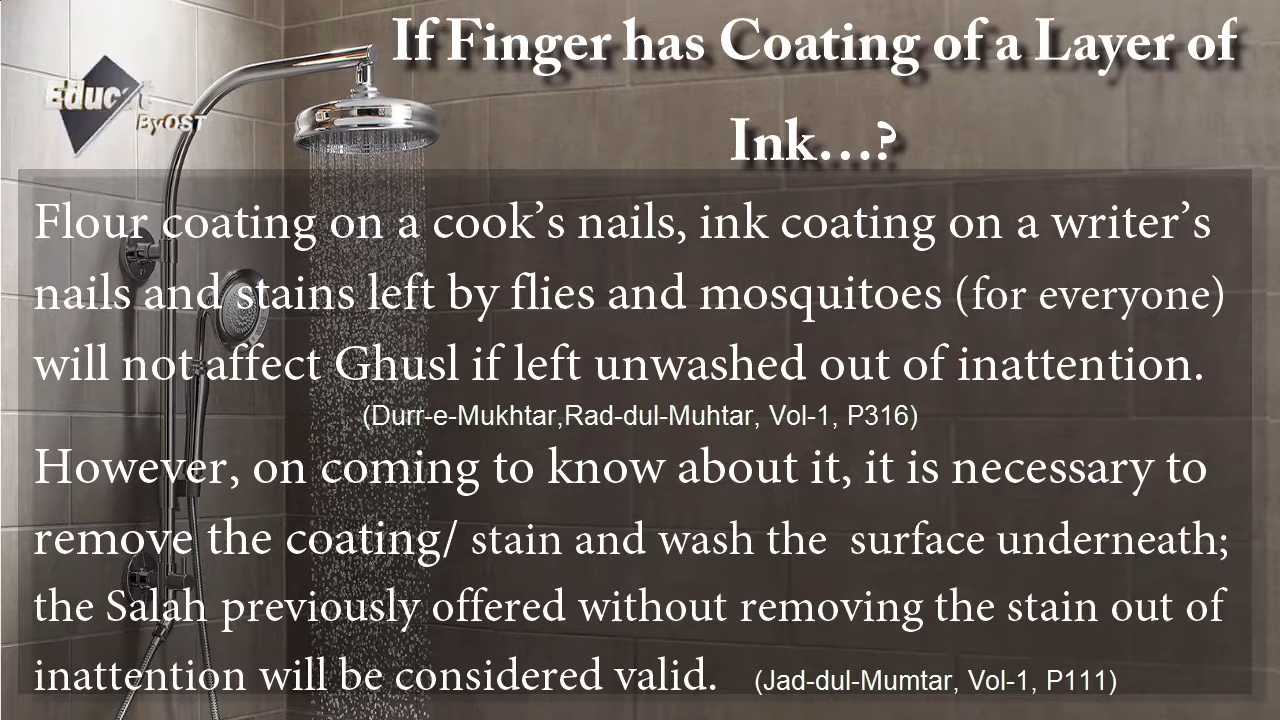 If Finger has Coating of a Layer of
Ink…?
ByOST
Flour coating on a cook’s nails, ink coating on a writer’s
nails and stains left by flies and mosquitoes (for everyone)
will not affect Ghusl if left unwashed out of inattention.
(Durr-e-Mukhtar,Rad-dul-Muhtar, Vol-1, P316)
However, on coming to know about it, it is necessary to
remove the coating/ stain and wash the  surface underneath;
the Salah previously offered without removing the stain out of
inattention will be considered valid. (Jad-dul-Mumtar, Vol-1, P111)